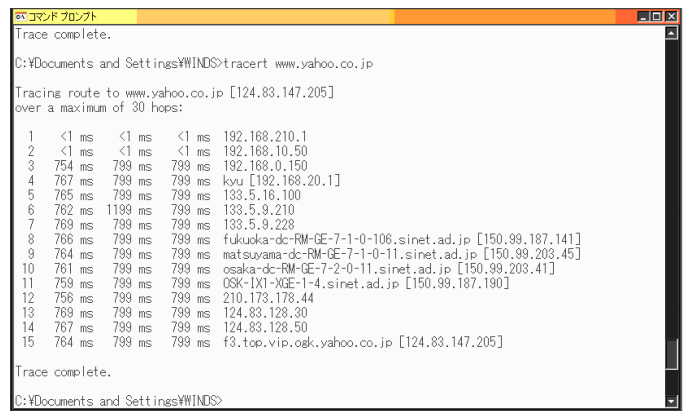 コマンド プロンプト
Trace complete.
C:¥Documents and Settings¥WINDS>tracert www.yahoo.co.jp
Tracing route to www.yahoo.co.jp [124.83.147.205]
over a maximum of 30 hops:
1 <1 ms <1 ms <1 ms 192.168.210.1
2 <1 ms <1 ms <1 ms 192.168.10.50
3 754 ms 799 ms 799 ms 192.168.0.150
4 767 ms 799 ms 799 ms kyu [192.168.20.1]
5 765 ms 799 ms 799 ms 133.5.16.100
6 762 ms 1199 ms 799 ms 133.5.9.210
7 769 ms 799 ms 799 ms 133.5.9.228
8 766 ms 799 ms 799 ms fukuoka-dc-RM-GE-7-1-0-106.sinet.ad.jp [150.99.187.141]
9 764 ms 799 ms 799 ms matsuyama-dc-RM-GE-7-1-0-11.sinet.ad.jp [150.99.203.45]
10 761 ms 799 ms 799 ms osaka-dc-RM-GE-7-2-0-11.sinet.ad.jp [150.99.203.41]
11 759 ms 799 ms 799 ms OSK-IX1-XGE-1-4.sinet.ad.jp [150.99.187.190]
12 756 ms 799 ms 799 ms 210.173.178.44
13 769 ms 799 ms 799 ms 124.83.128.30
14 767 ms 799 ms 799 ms 124.83.128.50
15 764 ms 799 ms 799 ms f3.top.vip.ogk.yahoo.co.jp [124.83.147.205]
Trace complete.
C:¥Documents and Settings¥WINDS>